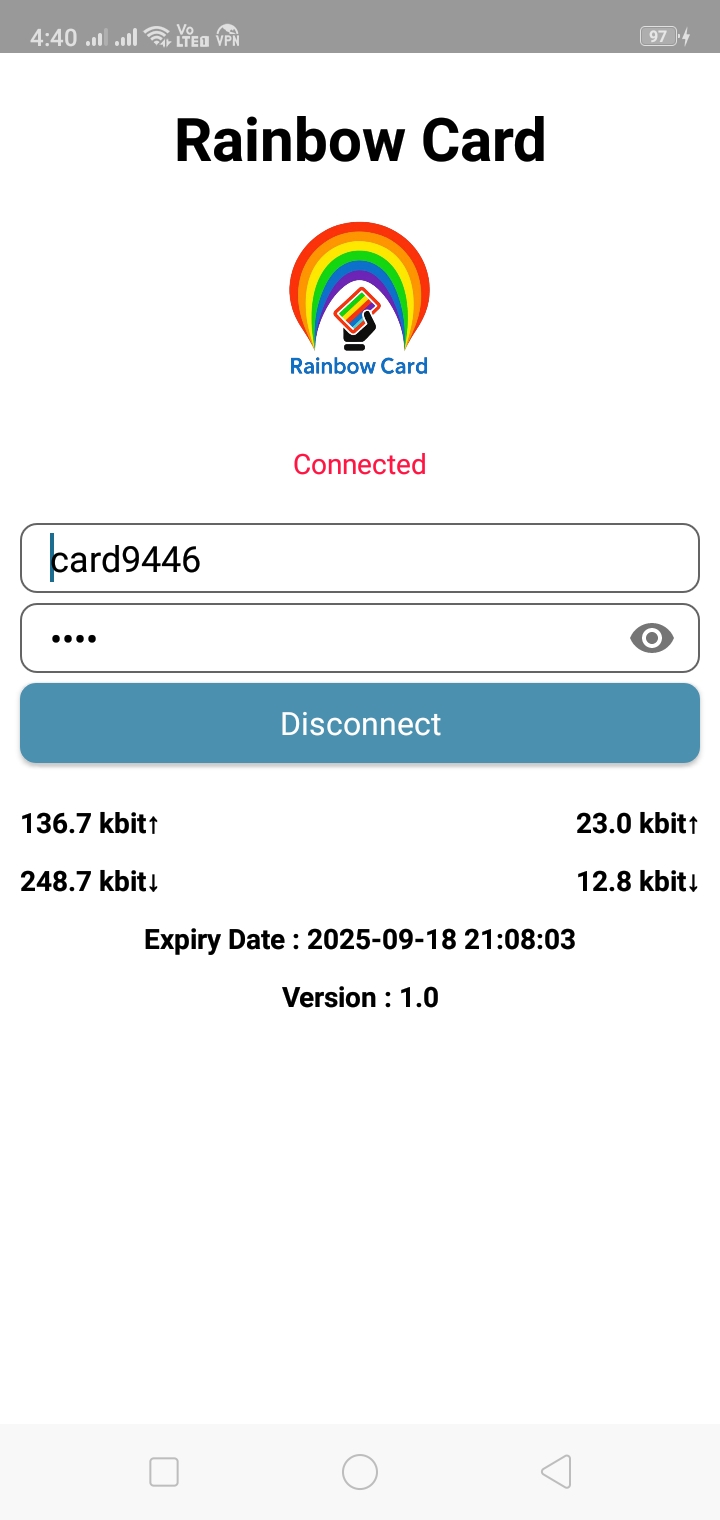 4:40 Vo LTE1 VPN 97
Rainbow Card
Rainbow Card
Connected
card9446
••••
Disconnect
136.7 kbit↑ 23.0 kbit↑
248.7 kbit↓ 12.8 kbit↓
Expiry Date : 2025-09-18 21:08:03
Version : 1.0